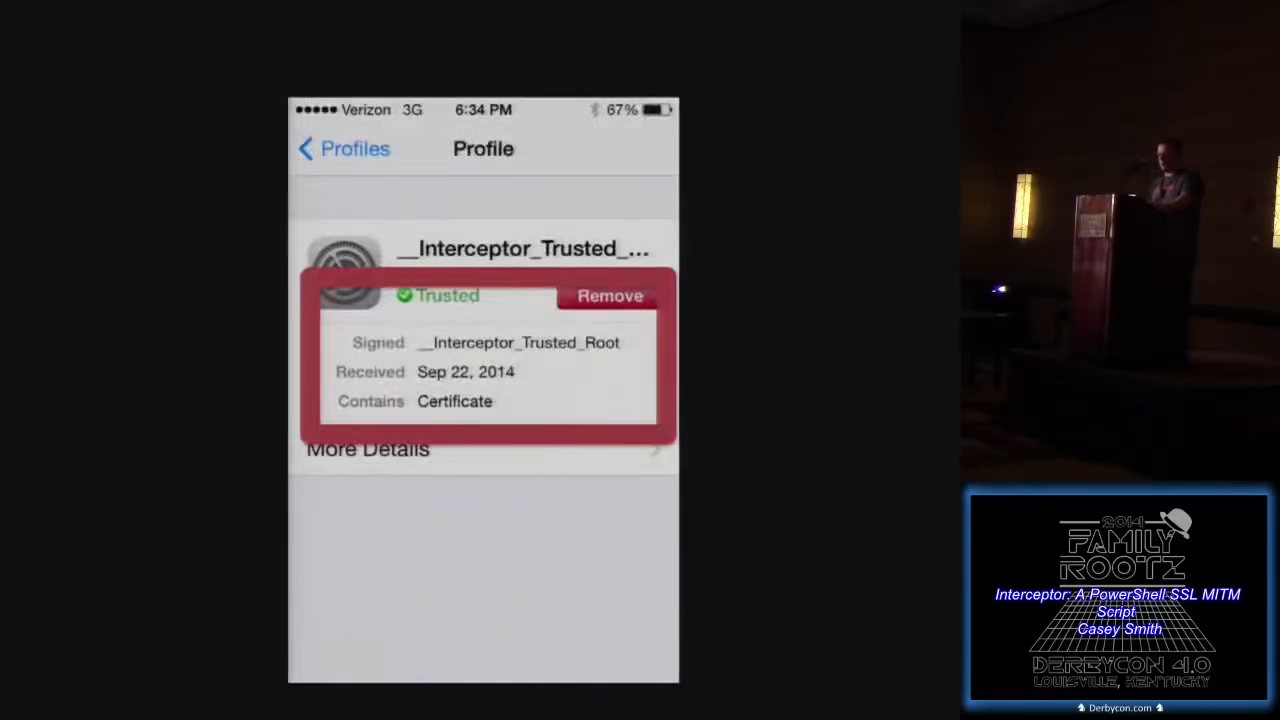 ●●●●● Verizon 3G 6:34 PM 67%
Profiles Profile
__Interceptor_Trusted_...
Trusted Remove
Signed __Interceptor_Trusted_Root
Received Sep 22, 2014
Contains Certificate
More Details
2014
FAMILY
ROOTZ
Interceptor: A PowerShell SSL MITM
Script
Casey Smith
DERBYCON 4.0
LOUISVILLE, KENTUCKY
Derbycon.com